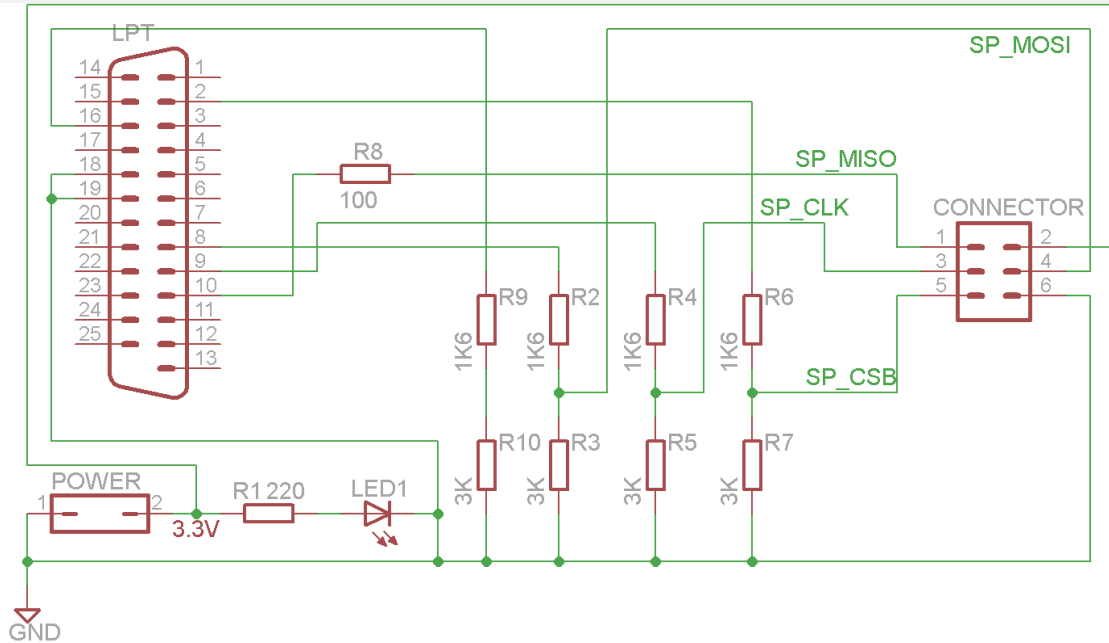 LPT
SP_MOSI
14 1
15 2
16 3
17 4
18 5
19 6
20 7
21 8
22 9
23 10
24 11
25 12
13
R8
100
SP_MISO
SP_CLK
CONNECTOR
1 2
3 4
5 6
R9 R2 R4 R6
1K6 1K6 1K6 1K6
SP_CSB
R10 R3 R5 R7
3K 3K 3K 3K
POWER
1 2
3.3V
R1 220
LED1
GND